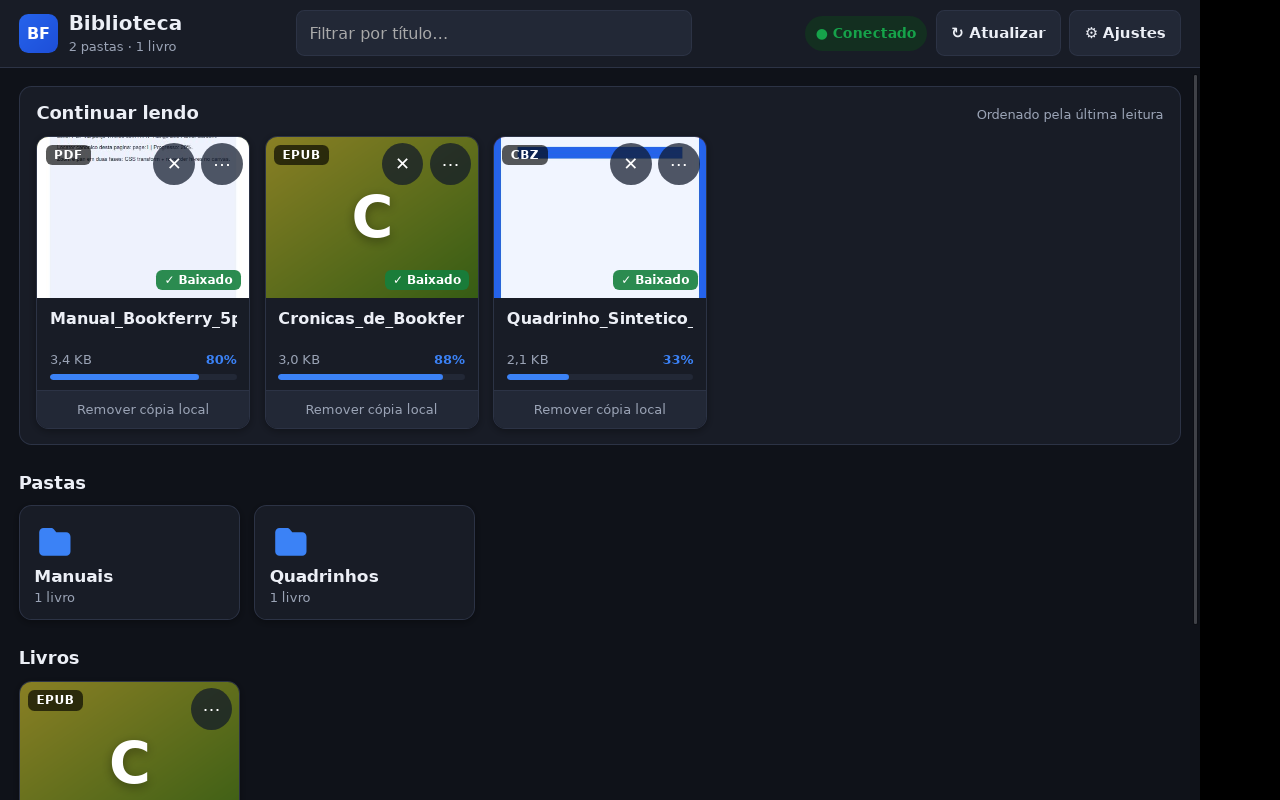 BF
Biblioteca
2 pastas · 1 livro
Filtrar por título…
● Conectado
↻ Atualizar
⚙ Ajustes
Continuar lendo
Ordenado pela última leitura
PDF
✕
⋯
✓ Baixado
Manual_Bookferry_5p
3,4 KB
80%
Remover cópia local
EPUB
✕
⋯
C
✓ Baixado
Cronicas_de_Bookfer
3,0 KB
88%
Remover cópia local
CBZ
✕
⋯
✓ Baixado
Quadrinho_Sintetico_
2,1 KB
33%
Remover cópia local
Pastas
Manuais
1 livro
Quadrinhos
1 livro
Livros
EPUB
⋯
C